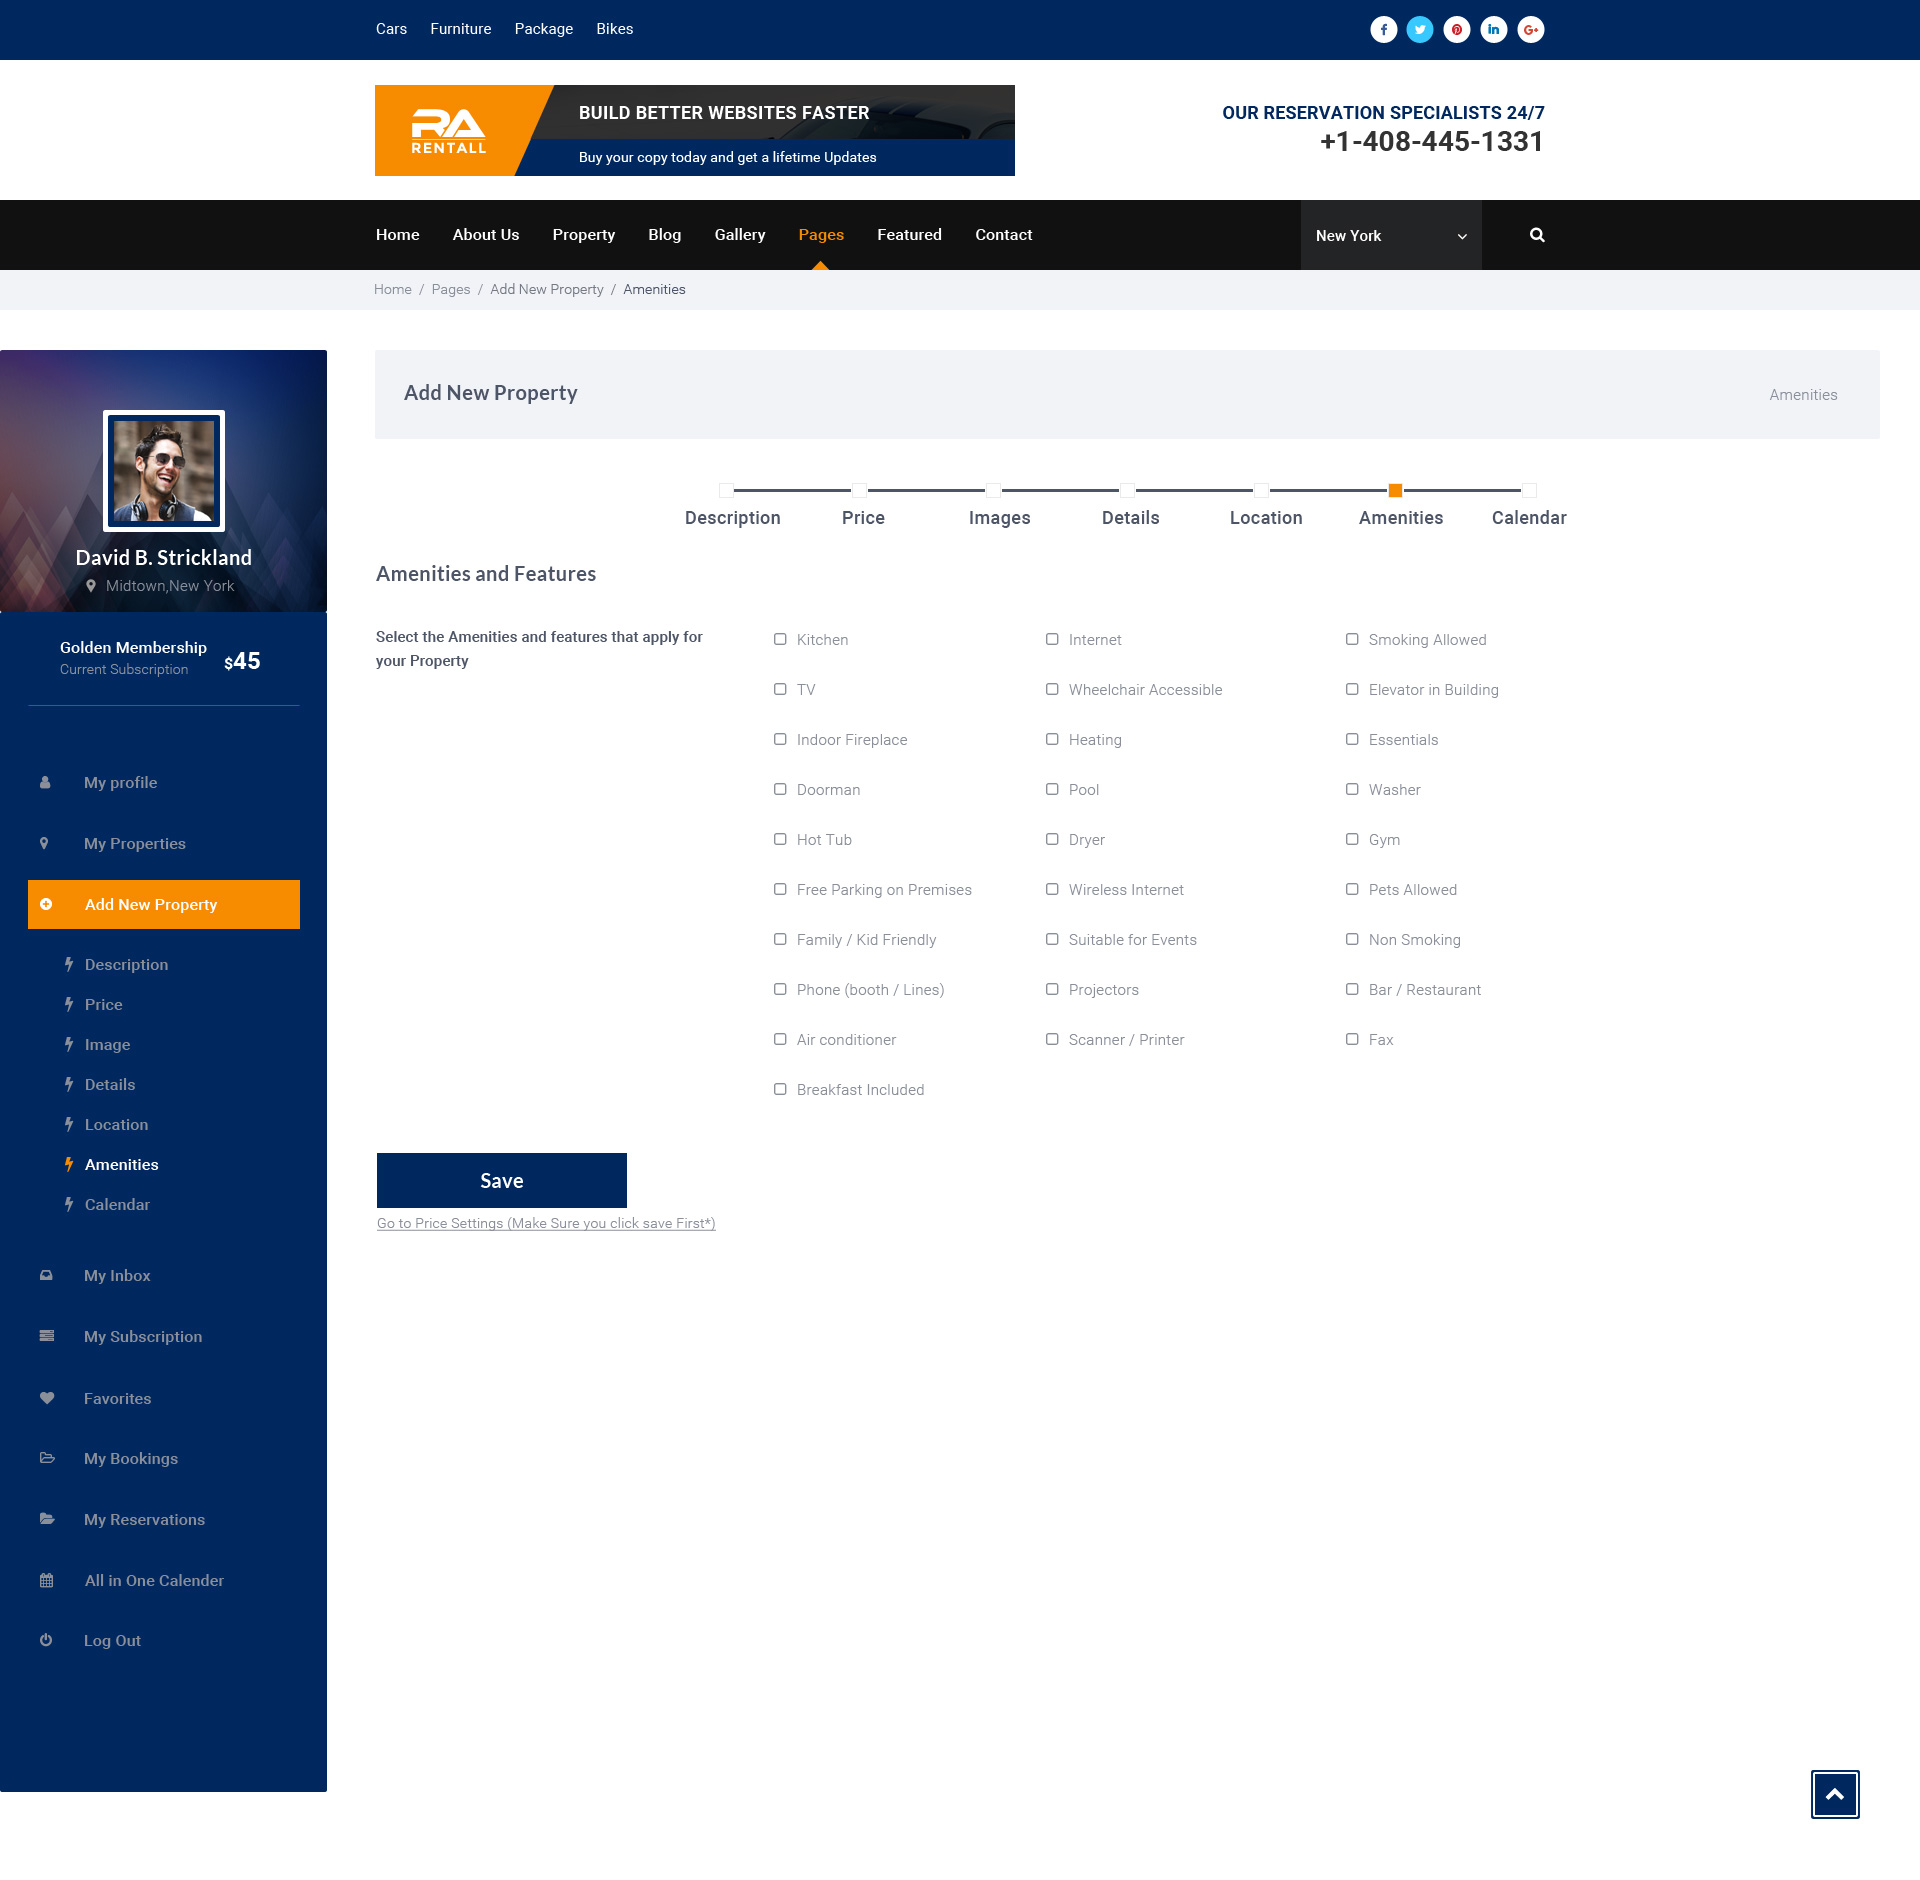 Cars Furniture Package Bikes
RA
RENTALL
BUILD BETTER WEBSITES FASTER
Buy your copy today and get a lifetime Updates
OUR RESERVATION SPECIALISTS 24/7
+1-408-445-1331
Home About Us Property Blog Gallery Pages Featured Contact New York
Home / Pages / Add New Property / Amenities
David B. Strickland
Midtown,New York
Golden Membership
Current Subscription
$45
My profile
My Properties
Add New Property
Description
Price
Image
Details
Location
Amenities
Calendar
My Inbox
My Subscription
Favorites
My Bookings
My Reservations
All in One Calender
Log Out
Add New Property
Amenities
Description Price Images Details Location Amenities Calendar
Amenities and Features
Select the Amenities and features that apply for
your Property
Kitchen Internet Smoking Allowed
TV Wheelchair Accessible Elevator in Building
Indoor Fireplace Heating Essentials
Doorman Pool Washer
Hot Tub Dryer Gym
Free Parking on Premises Wireless Internet Pets Allowed
Family / Kid Friendly Suitable for Events Non Smoking
Phone (booth / Lines) Projectors Bar / Restaurant
Air conditioner Scanner / Printer Fax
Breakfast Included
Save
Go to Price Settings (Make Sure you click save First*)